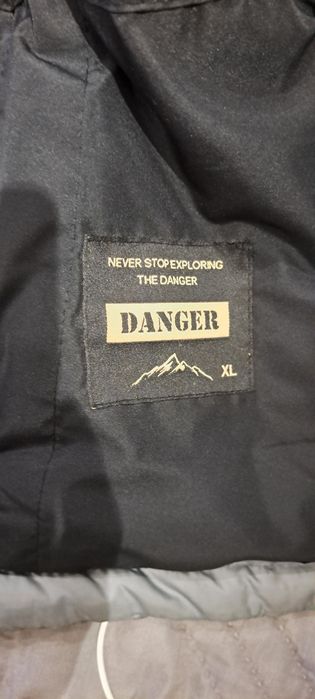 NEVER STOP EXPLORING
THE DANGER
DANGER
XL